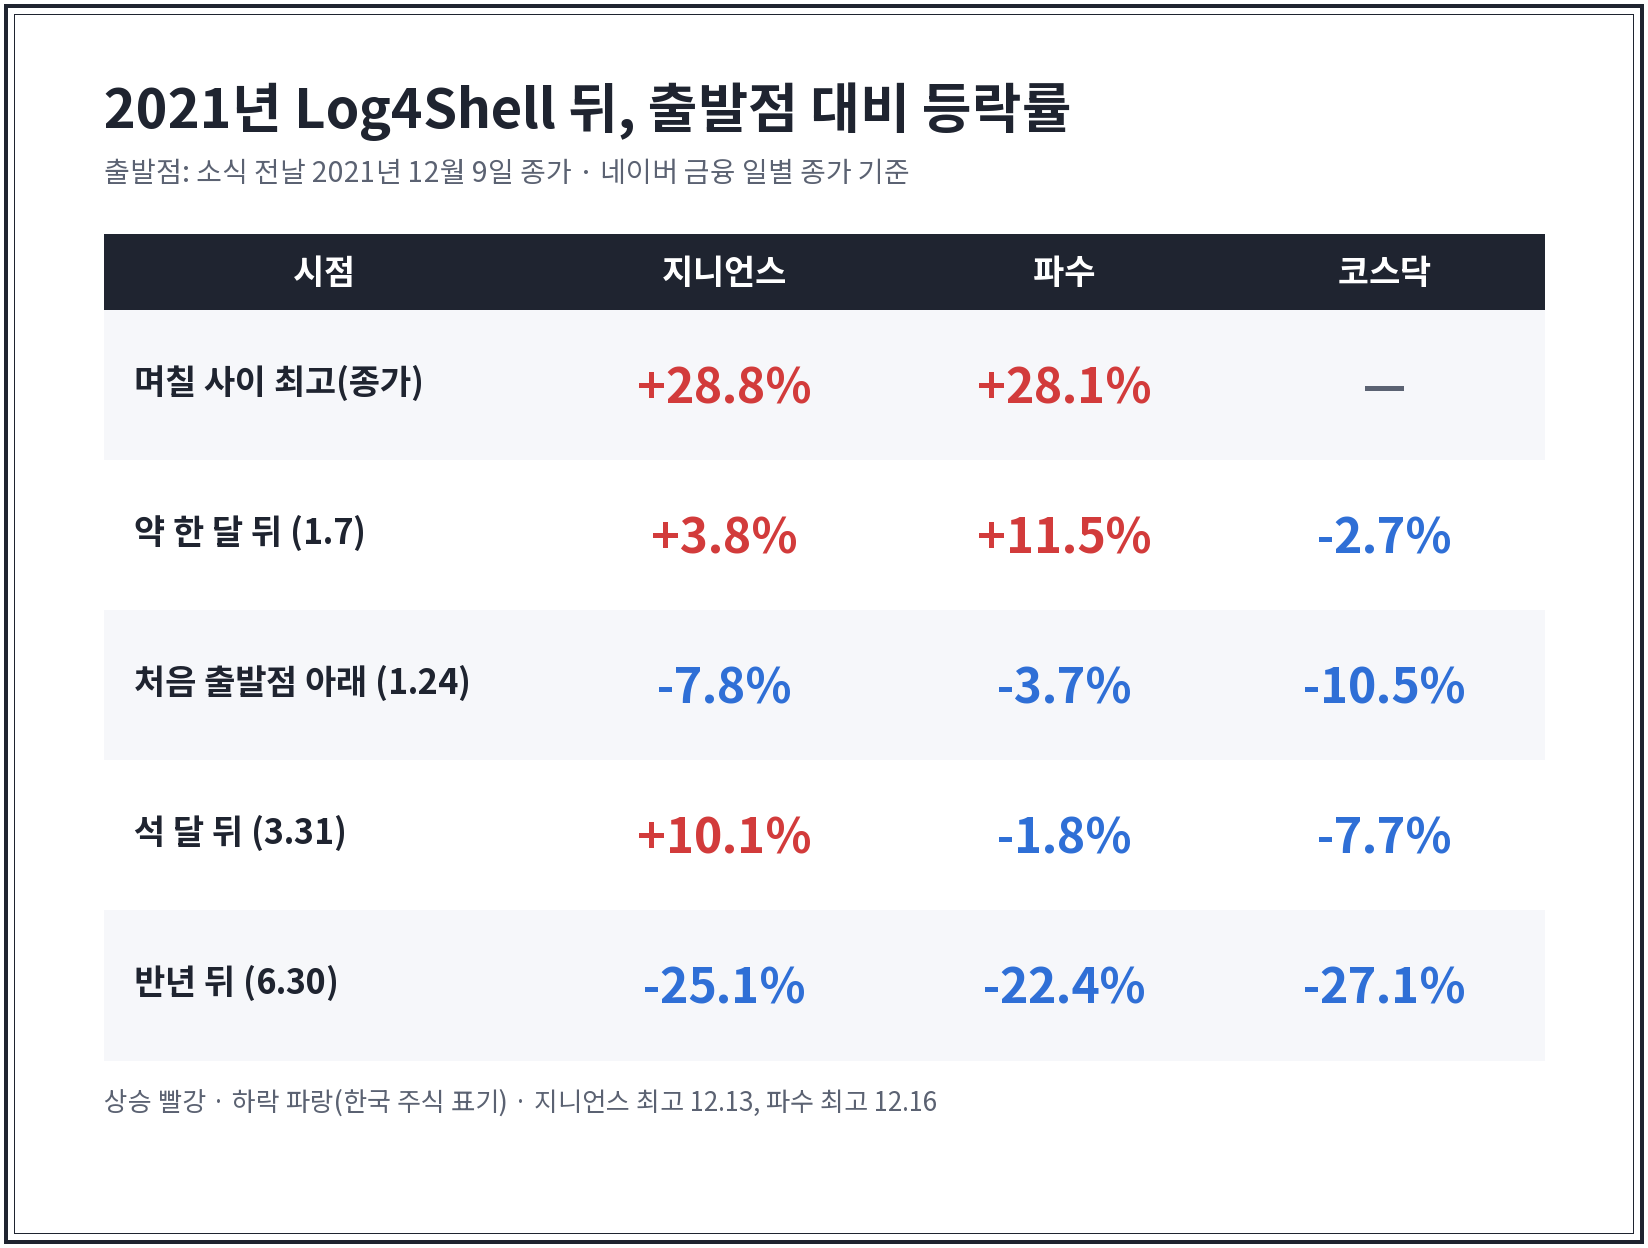 2021년 Log4Shell 뒤, 출발점 대비 등락률
출발점: 소식 전날 2021년 12월 9일 종가 · 네이버 금융 일별 종가 기준
시점 지니언스 파수 코스닥
며칠 사이 최고(종가) +28.8% +28.1% —
약 한 달 뒤 (1.7) +3.8% +11.5% -2.7%
처음 출발점 아래 (1.24) -7.8% -3.7% -10.5%
석 달 뒤 (3.31) +10.1% -1.8% -7.7%
반년 뒤 (6.30) -25.1% -22.4% -27.1%
상승 빨강 · 하락 파랑(한국 주식 표기) · 지니언스 최고 12.13, 파수 최고 12.16